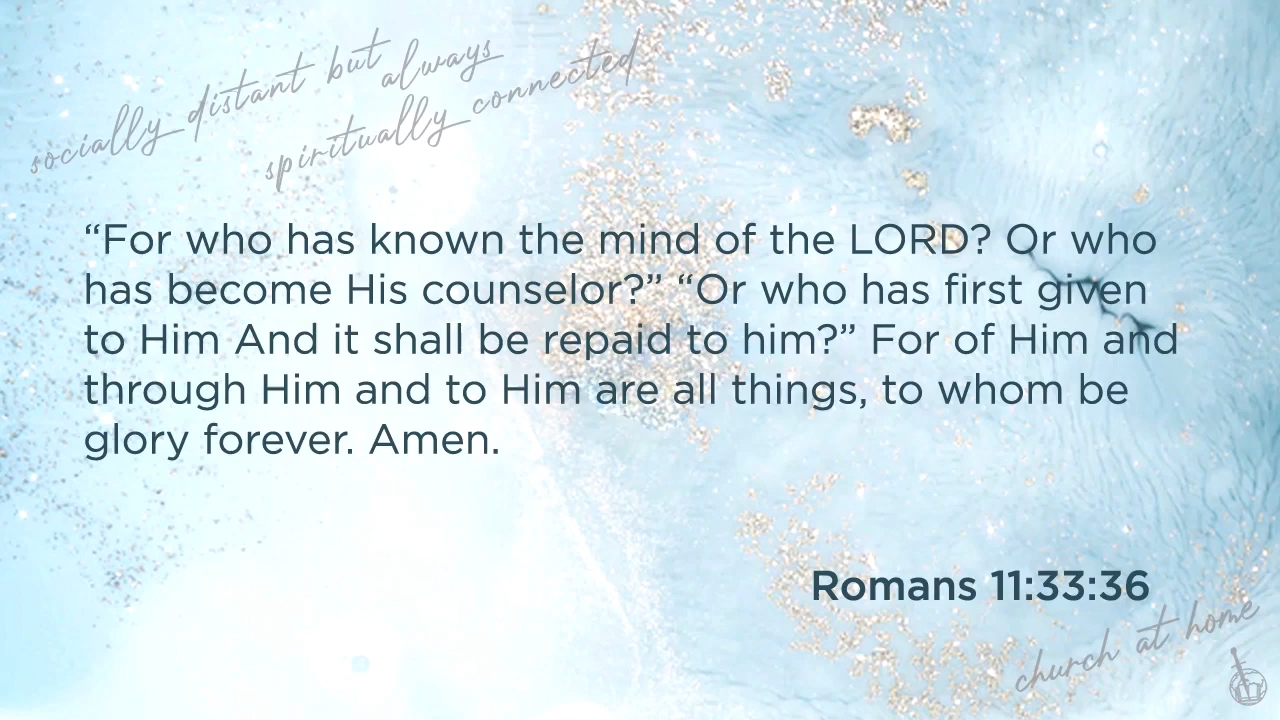 socially distant but always
spiritually connected
“For who has known the mind of the LORD? Or who
has become His counselor?” “Or who has first given
to Him And it shall be repaid to him?” For of Him and
through Him and to Him are all things, to whom be
glory forever. Amen.
Romans 11:33:36
church at home